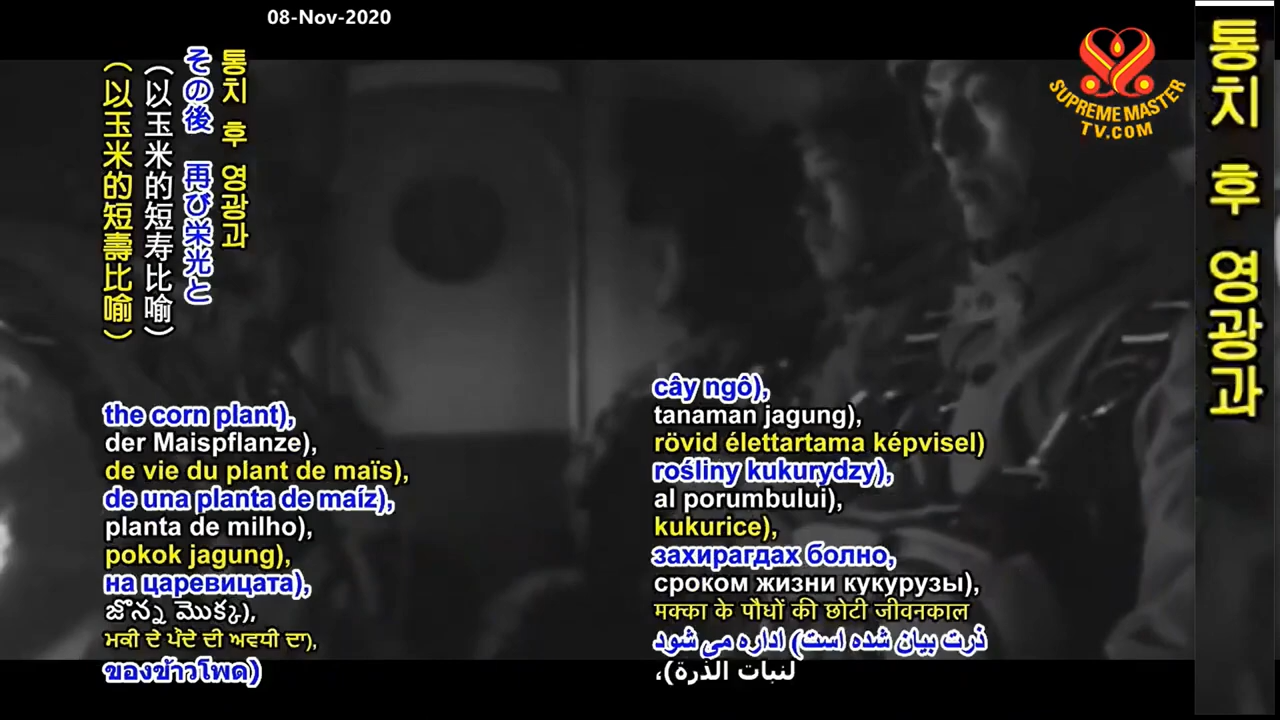 08-Nov-2020
SUPREME MASTER
TV.COM
통치 후 영광과
통치 후 영광과
その後 再び栄光と
(以玉米的短寿比喻)
(以玉米的短壽比喻)
the corn plant),
der Maispflanze),
de vie du plant de maïs),
de una planta de maíz),
planta de milho),
pokok jagung),
на царевицата),
జొన్న మొక్క),
ਮਕੀ ਦੇ ਪੌਦੇ ਦੀ ਅਵਧੀ ਦਾ),
ของข้าวโพด)
cây ngô),
tanaman jagung),
rövid élettartama képvisel)
rośliny kukurydzy),
al porumbului),
kukurice),
захирагдах болно,
сроком жизни кукурузы),
मक्का के पौधों की छोटी जीवनकाल
ذرت بیان شده است) اداره می شود
لنبات الذرة)،